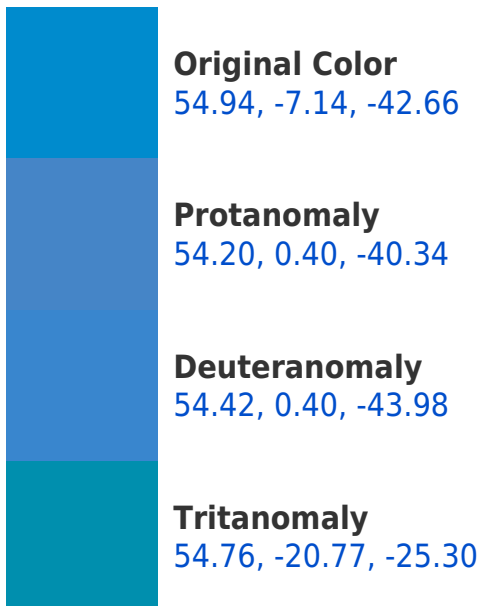 Original Color
54.94, -7.14, -42.66
Protanomaly
54.20, 0.40, -40.34
Deuteranomaly
54.42, 0.40, -43.98
Tritanomaly
54.76, -20.77, -25.30